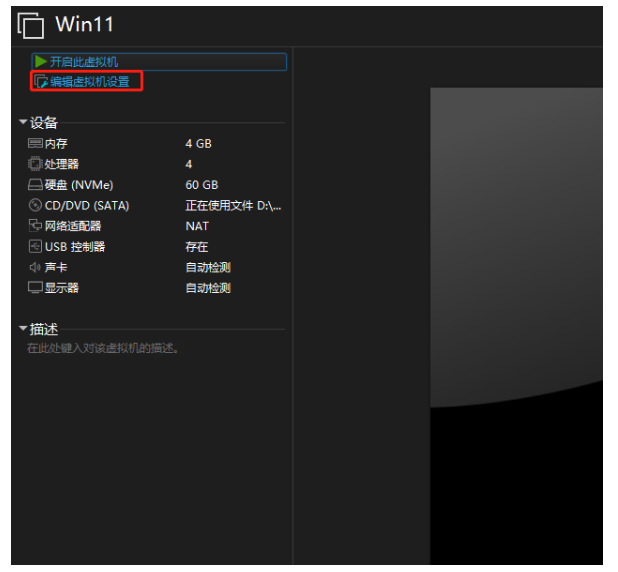 Win11
开启此虚拟机
编辑虚拟机设置
设备
内存 4 GB
处理器 4
硬盘 (NVMe) 60 GB
CD/DVD (SATA) 正在使用文件 D:\...
网络适配器 NAT
USB 控制器 存在
声卡 自动检测
显示器 自动检测
描述
在此处键入对该虚拟机的描述。